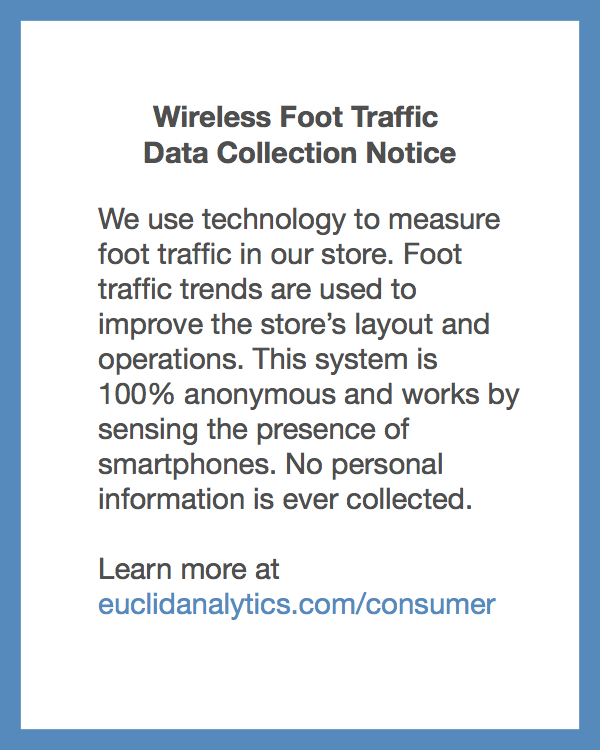 Wireless Foot Traffic
Data Collection Notice
We use technology to measure
foot traffic in our store. Foot
traffic trends are used to
improve the store’s layout and
operations. This system is
100% anonymous and works by
sensing the presence of
smartphones. No personal
information is ever collected.
Learn more at
euclidanalytics.com/consumer